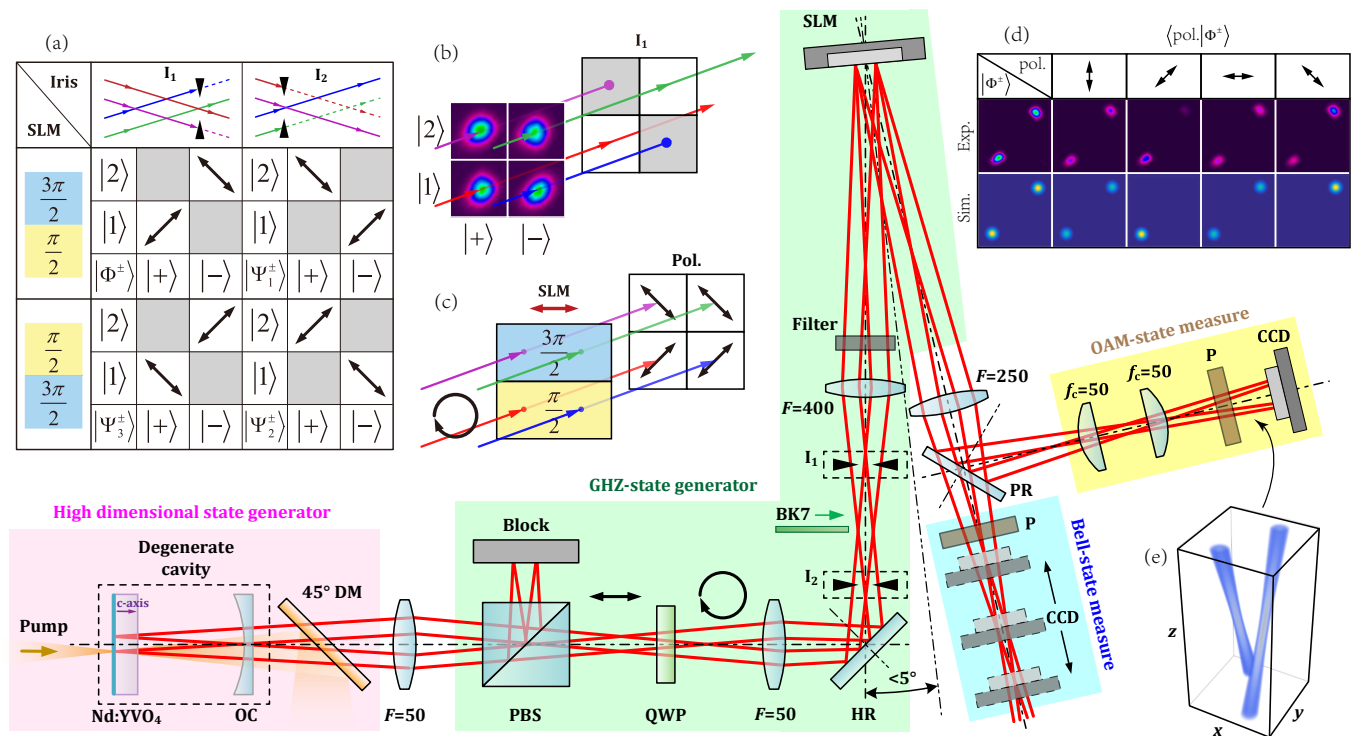 (a)
Iris
SLM
I₁
I₂
3π/2
π/2
|2⟩
|2⟩
|1⟩
|1⟩
|Φ±⟩ |+⟩ |−⟩ |Ψ₁±⟩ |+⟩ |−⟩
π/2
3π/2
|2⟩
|2⟩
|1⟩
|1⟩
|Ψ₃±⟩ |+⟩ |−⟩ |Ψ₂±⟩ |+⟩ |−⟩
(b)
I₁
|2⟩
|1⟩
|+⟩ |−⟩
(c)
SLM
Pol.
3π/2
π/2
SLM
Filter
F=400
F=250
I₁
BK7
I₂
<5°
HR
(d)
⟨pol.|Φ±⟩
pol.
|Φ±⟩
Exp.
Sim.
OAM-state measure
CCD
P
fc=50
fc=50
PR
P
CCD
Bell-state measure
(e)
z
x
y
GHZ-state generator
Block
PBS
QWP
F=50
High dimensional state generator
Degenerate
cavity
c-axis
45° DM
Pump
Nd:YVO₄
OC
F=50